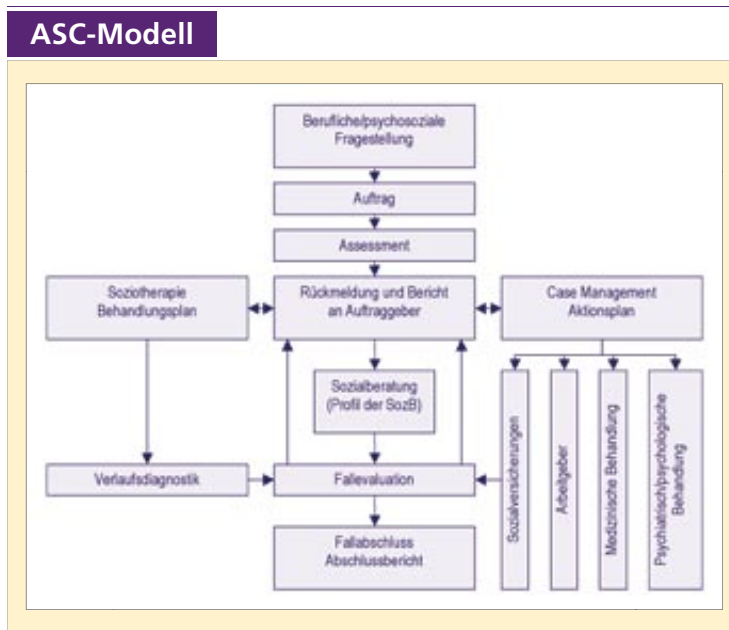 ASC-Modell
Berufliche/psychosoziale
Fragestellung
Auftrag
Assessment
Soziotherapie
Behandlungsplan
Rückmeldung und Bericht
an Auftraggeber
Case Management
Aktionsplan
Sozialberatung
(Profil der SozB)
Sozialversicherungen
Arbeitgeber
Medizinische Behandlung
Psychiatrisch/psychologische
Behandlung
Verlaufsdiagnostik
Fallevaluation
Fallabschluss
Abschlussbericht